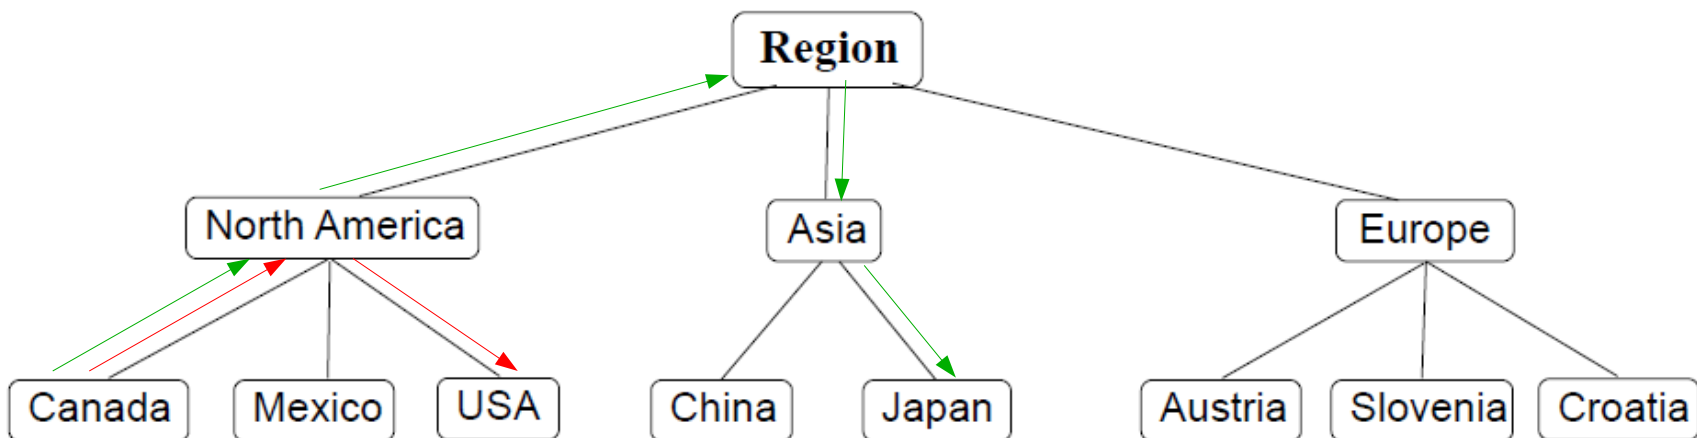 Region
North America
Asia
Europe
Canada
Mexico
USA
China
Japan
Austria
Slovenia
Croatia